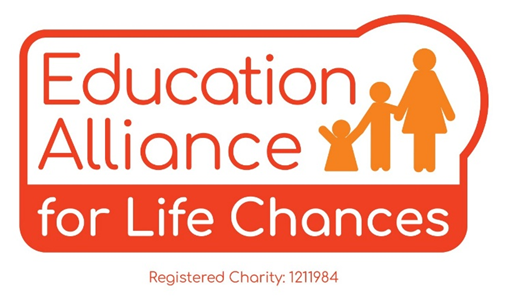 Education
Alliance
for Life Chances
Registered Charity: 1211984